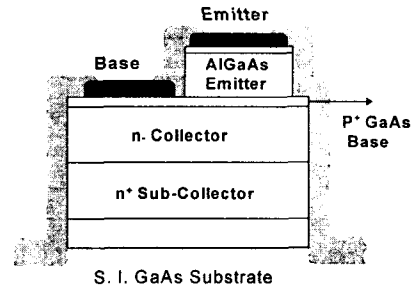 Emitter
Base
AlGaAs
Emitter
P⁺ GaAs
Base
n- Collector
n⁺ Sub-Collector
S. I. GaAs Substrate